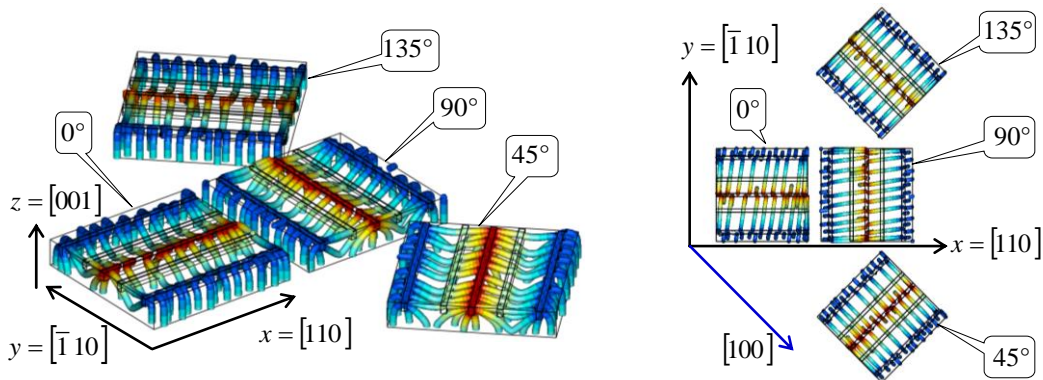 135°
90°
0°
45°
z = [001]
y = [1̅ 10]
x = [110]
y = [1̅ 10]
135°
0°
90°
x = [110]
[100]
45°